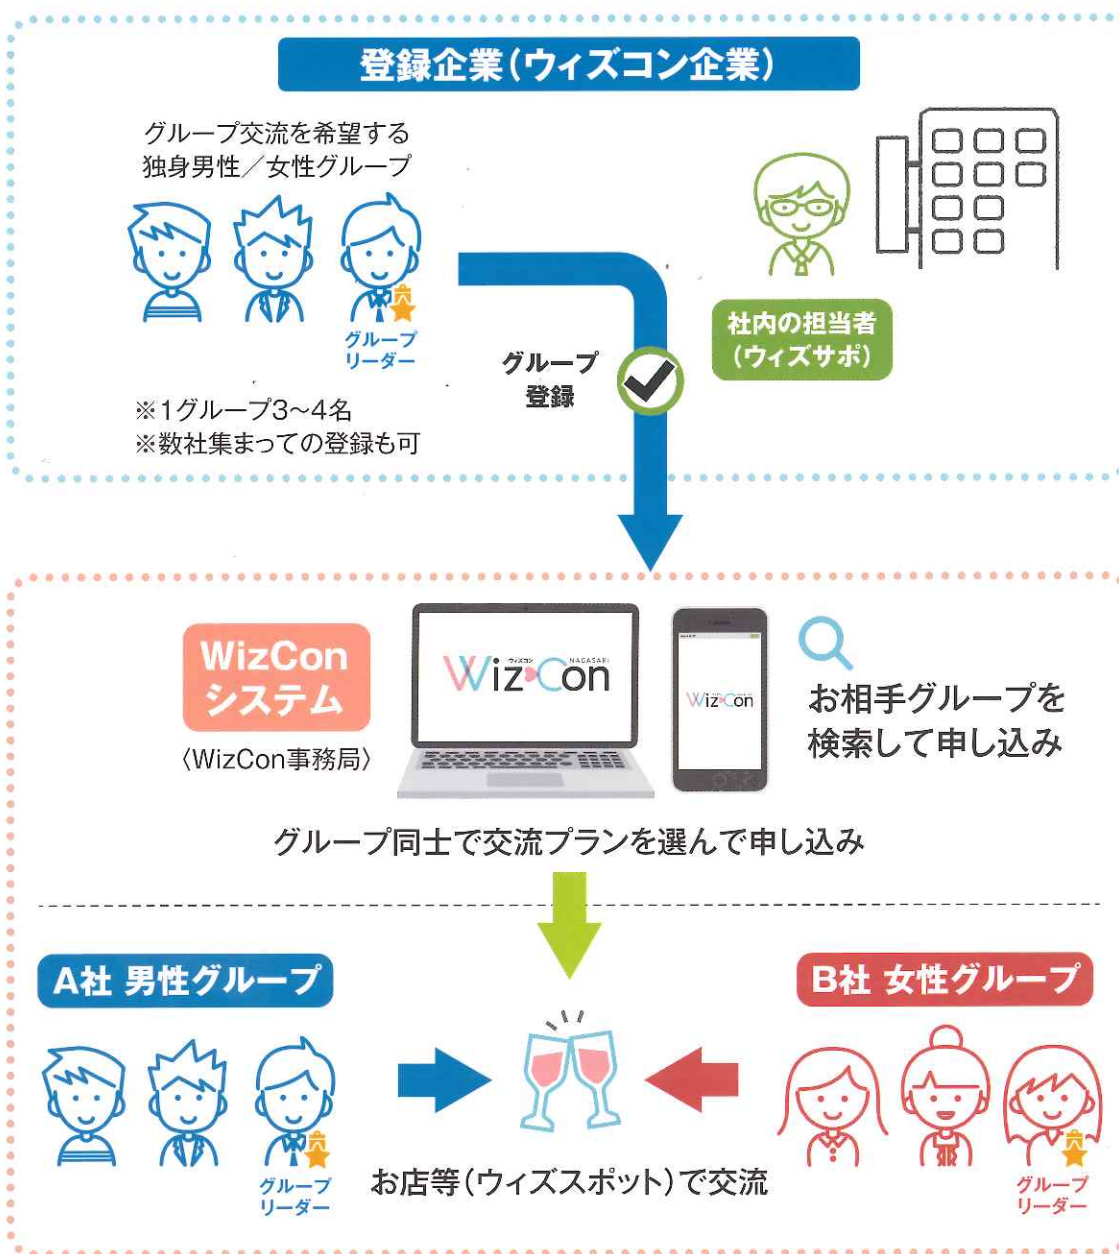 登録企業(ウィズコン企業)
グループ交流を希望する
独身男性／女性グループ
グループ
リーダー
※1グループ3〜4名
※数社集まっての登録も可
グループ
登録
社内の担当者
(ウィズサポ)
WizCon
システム
〈WizCon事務局〉
ウィズコン NAGASAKI
Wiz Con
Wiz Con
お相手グループを
検索して申し込み
グループ同士で交流プランを選んで申し込み
A社 男性グループ
B社 女性グループ
グループ
リーダー
お店等(ウィズスポット)で交流
グループ
リーダー